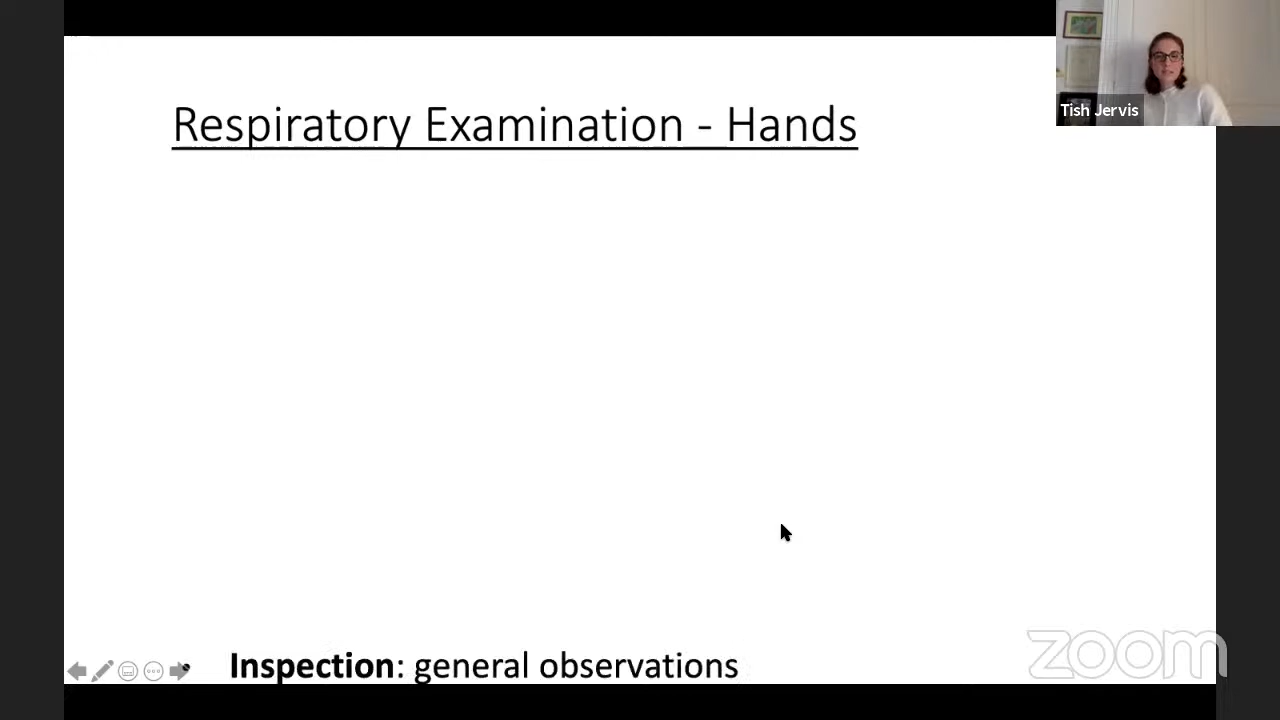 Respiratory Examination - Hands
Tish Jervis
Inspection: general observations
zoom